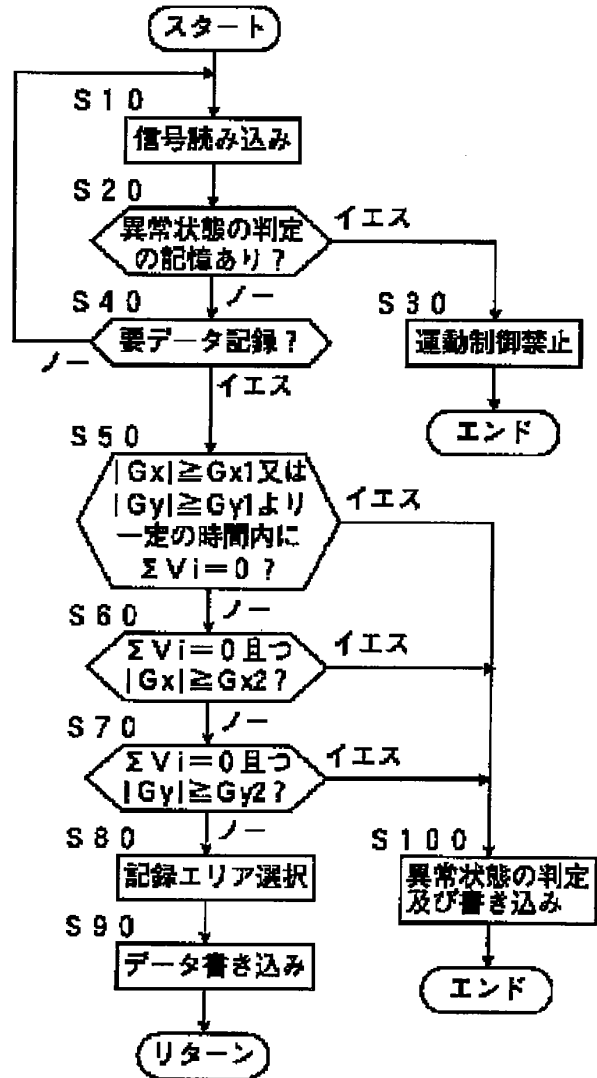 スタート
S10
信号読み込み
S20
異常状態の判定
の記憶あり？
イエス
ノー
S30
運動制御禁止
エンド
S40
要データ記録？
ノー
イエス
S50
|Gx|≧Gx1又は
|Gy|≧Gy1より
一定の時間内に
ΣVi＝0？
イエス
ノー
S60
ΣVi＝0且つ
|Gx|≧Gx2？
イエス
ノー
S70
ΣVi＝0且つ
|Gy|≧Gy2？
イエス
ノー
S80
記録エリア選択
S90
データ書き込み
リターン
S100
異常状態の判定
及び書き込み
エンド